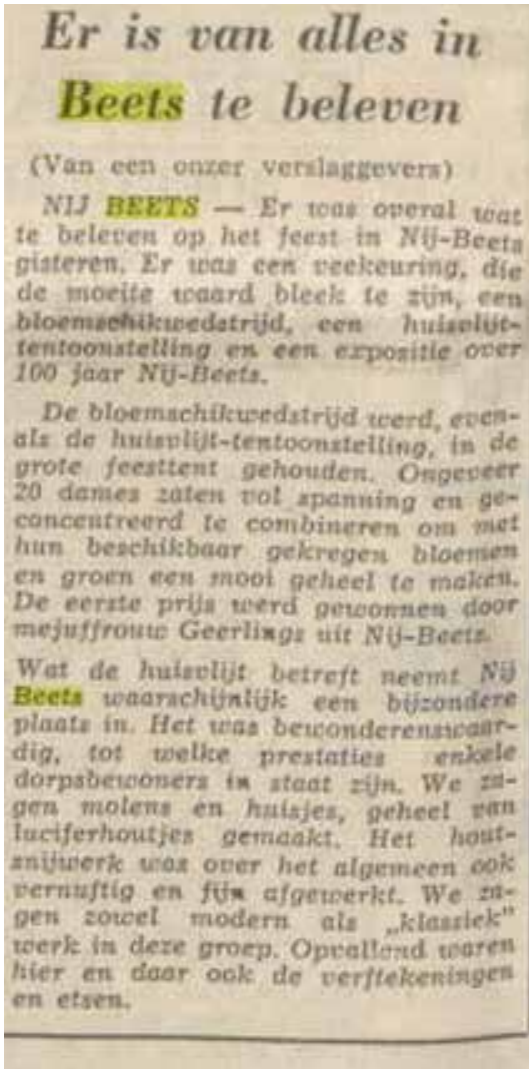 Er is van alles in
Beets te beleven
(Van een onzer verslaggevers)
NIJ BEETS — Er was overal wat
te beleven op het feest in Nij-Beets
gisteren. Er was een veekeuring, die
de moeite waard bleek te zijn, een
bloemschikwedstrijd, een huisvlijt-
tentoonstelling en een expositie over
100 jaar Nij-Beets.
De bloemschikwedstrijd werd, even-
als de huisvlijt-tentoonstelling, in de
grote feesttent gehouden. Ongeveer
20 dames zaten vol spanning en ge-
concentreerd te combineren om met
hun beschikbaar gekregen bloemen
en groen een mooi geheel te maken.
De eerste prijs werd gewonnen door
mejuffrouw Geerlings uit Nij-Beets.
Wat de huisvlijt betreft neemt Nij
Beets waarschijnlijk een bijzondere
plaats in. Het was bewonderenswaar-
dig, tot welke prestaties enkele
dorpsbewoners in staat zijn. We za-
gen molens en huisjes, geheel van
luciferhoutjes gemaakt. Het hout-
snijwerk was over het algemeen ook
vernuftig en fijn afgewerkt. We za-
gen zowel modern als „klassiek”
werk in deze groep. Opvallend waren
hier en daar ook de verftekeningen
en etsen.